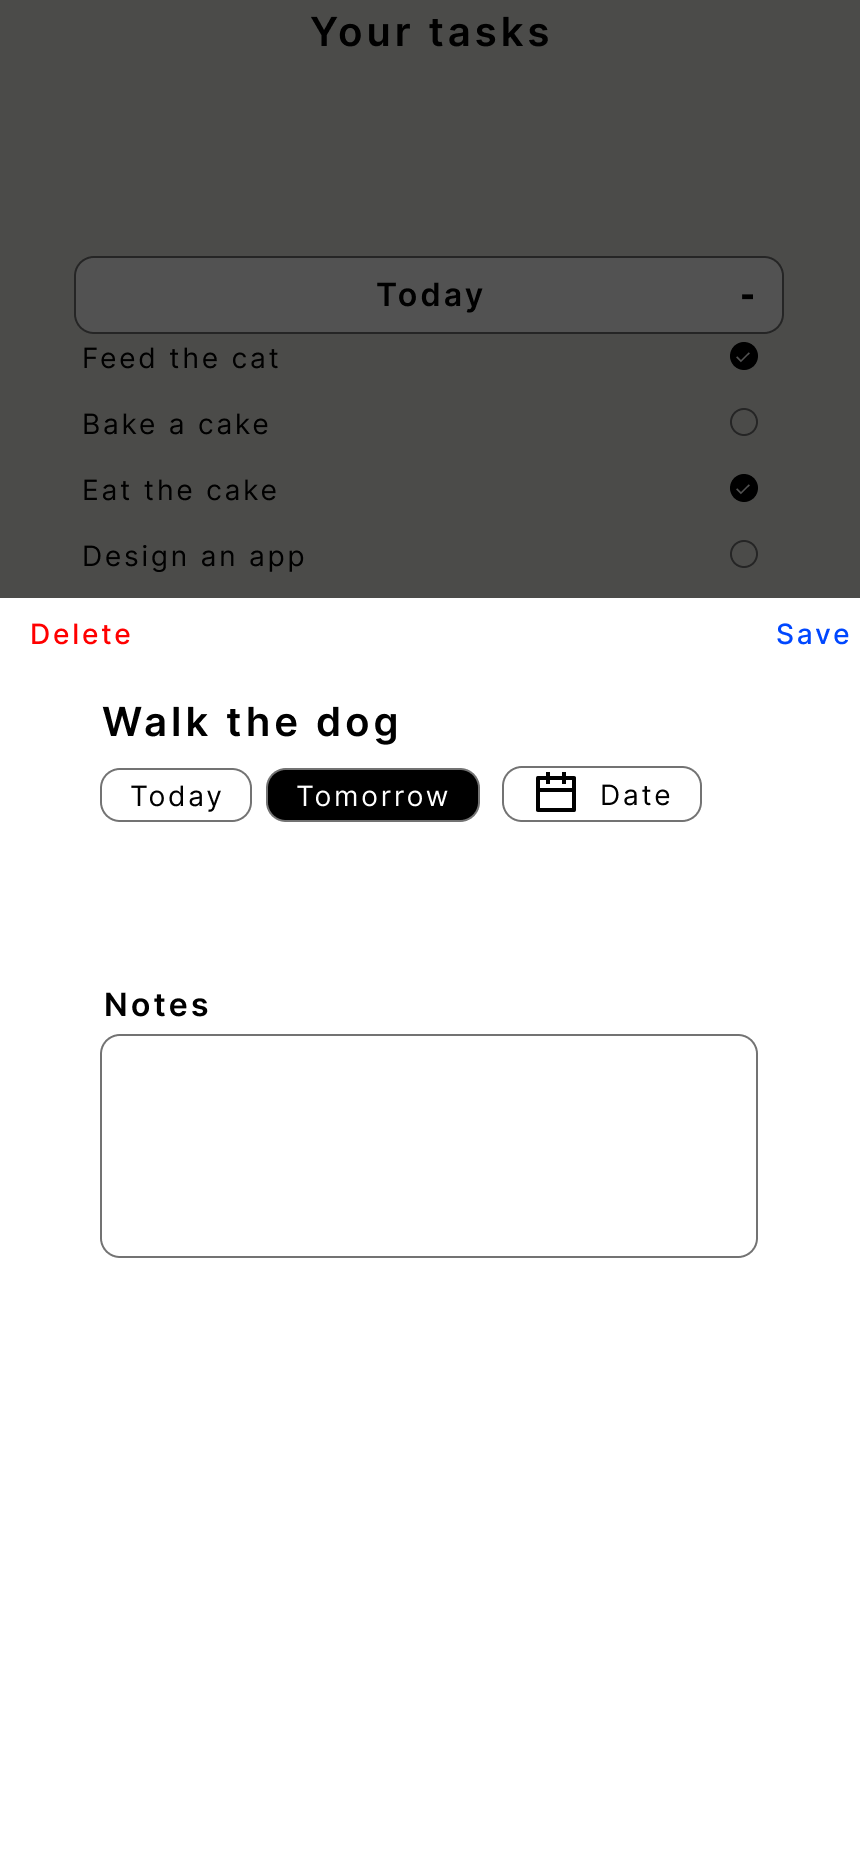 Your tasks
Today -
Feed the cat
Bake a cake
Eat the cake
Design an app
Delete Save
Walk the dog
Today Tomorrow Date
Notes